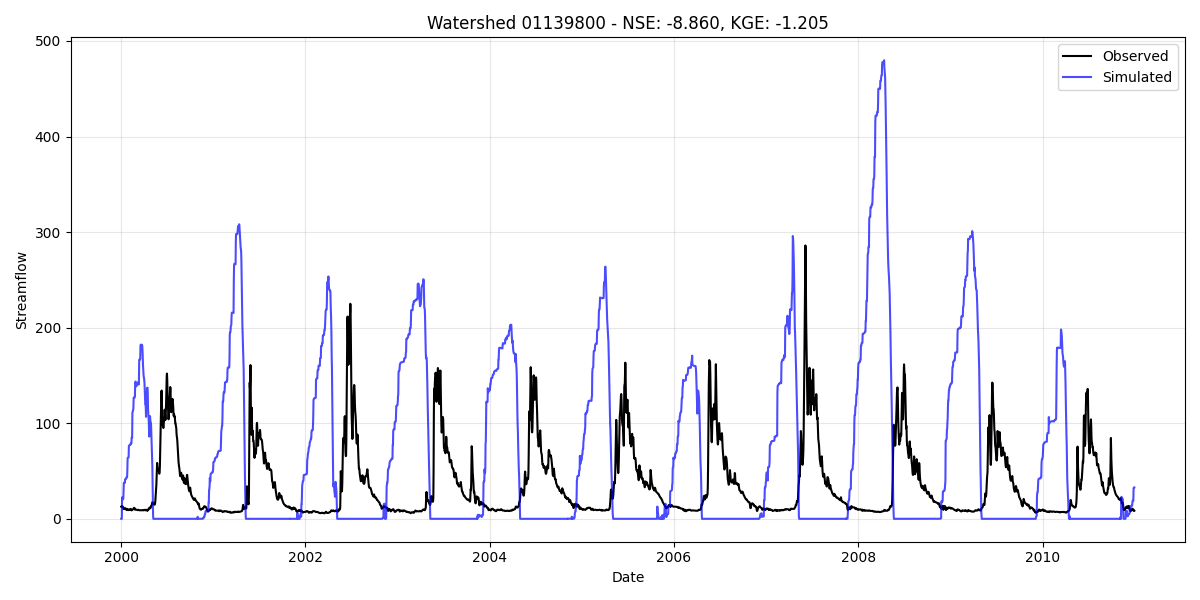 Watershed 01139800 - NSE: -8.860, KGE: -1.205
Observed
Simulated
Streamflow
500
400
300
200
100
0
2000 2002 2004 2006 2008 2010
Date